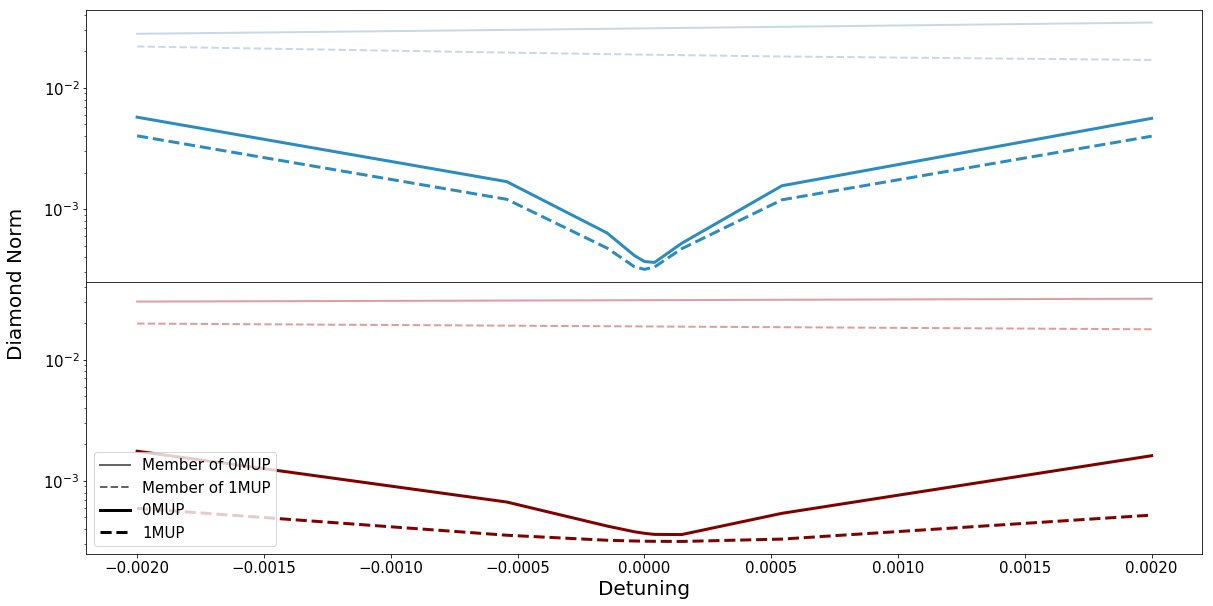 Diamond Norm
10⁻²
10⁻³
10⁻²
10⁻³
Member of 0MUP
Member of 1MUP
0MUP
1MUP
−0.0020 −0.0015 −0.0010 −0.0005 0.0000 0.0005 0.0010 0.0015 0.0020
Detuning